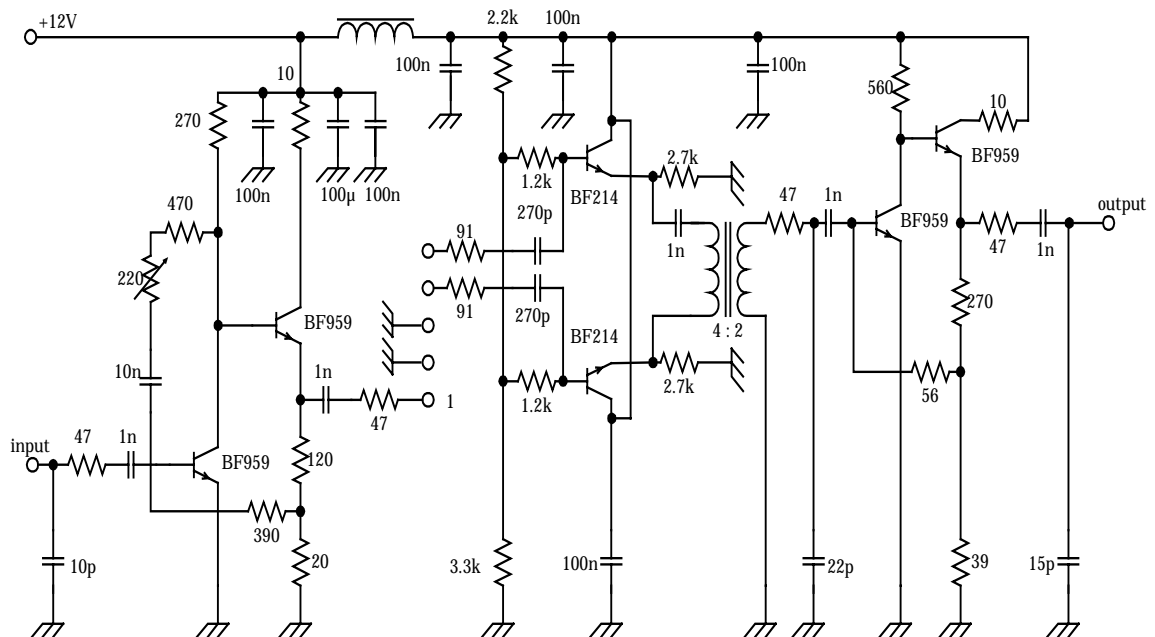 +12V
2.2k
100n
10
100n
100n
560
10
270
BF959
100n
100µ
100n
1.2k
BF214
2.7k
470
270p
47
1n
BF959
output
91
1n
47
1n
220
91
270p
270
BF959
BF214
4 : 2
10n
1n
2.7k
56
47
1
1.2k
input
47
1n
BF959
120
390
10p
20
3.3k
100n
22p
39
15p